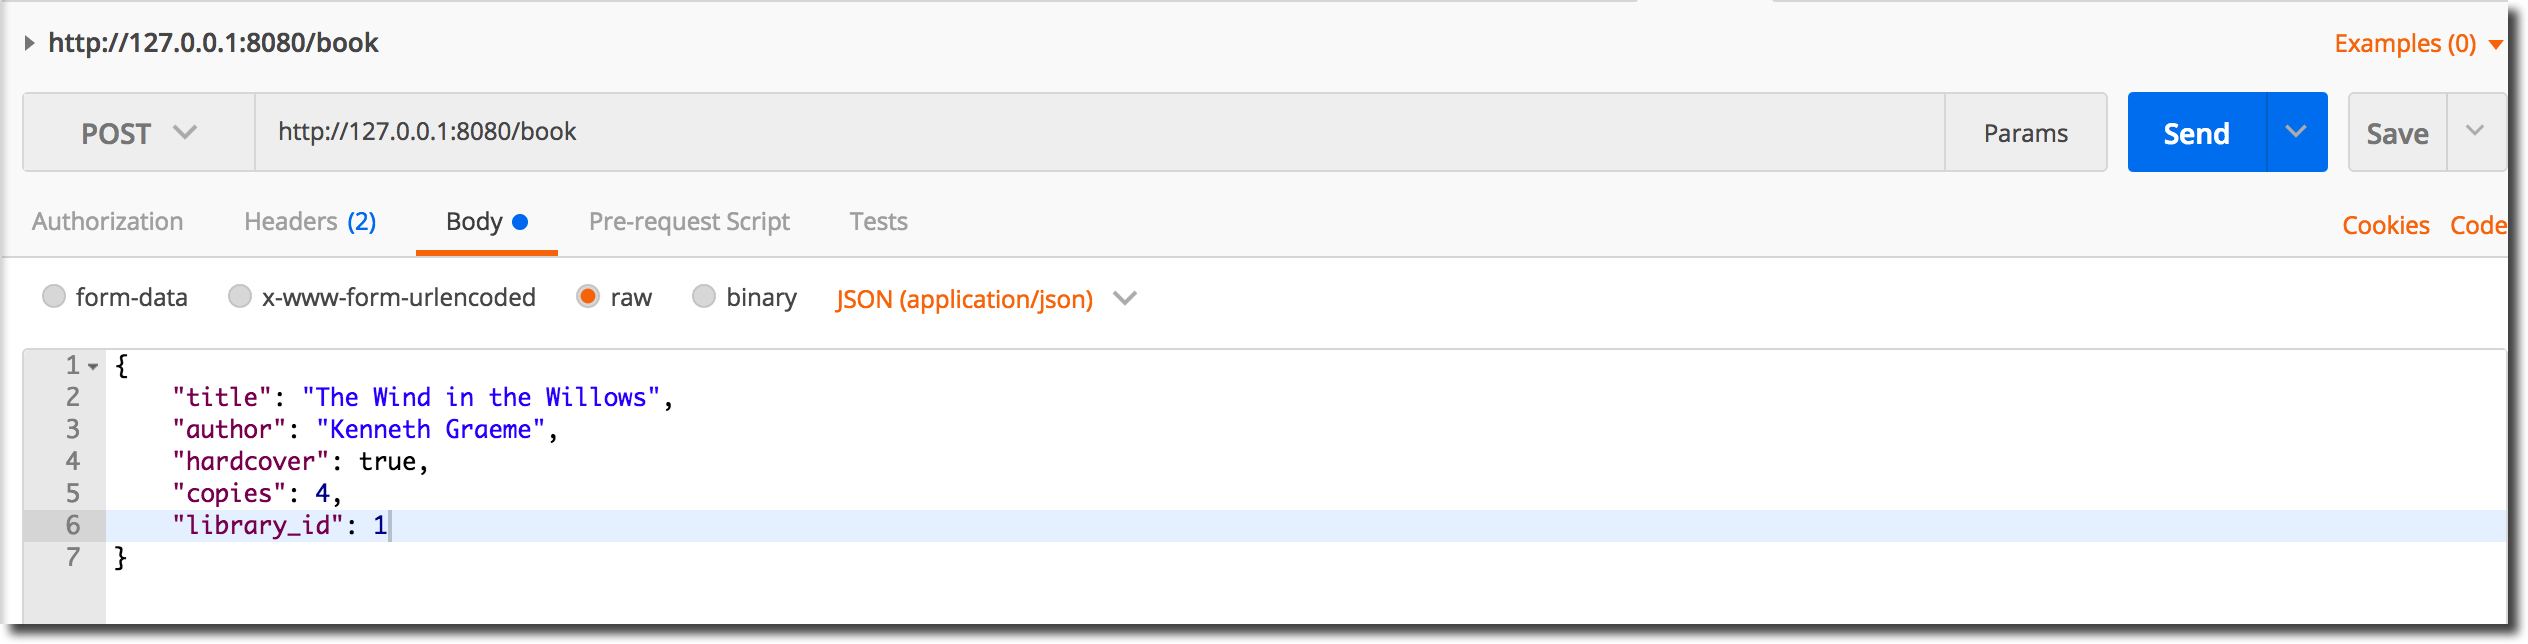 http://127.0.0.1:8080/book Examples (0)
POST http://127.0.0.1:8080/book Params Send Save
Authorization Headers (2) Body Pre-request Script Tests Cookies Code
form-data x-www-form-urlencoded raw binary JSON (application/json)
1 {
2 "title": "The Wind in the Willows",
3 "author": "Kenneth Graeme",
4 "hardcover": true,
5 "copies": 4,
6 "library_id": 1
7 }